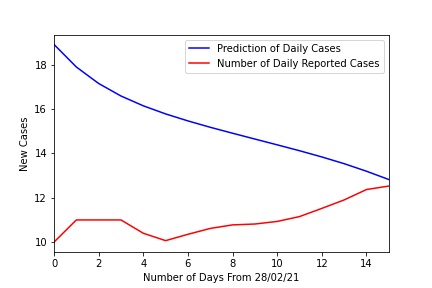 Prediction of Daily Cases
Number of Daily Reported Cases
New Cases
18
16
14
12
10
0 2 4 6 8 10 12 14
Number of Days From 28/02/21